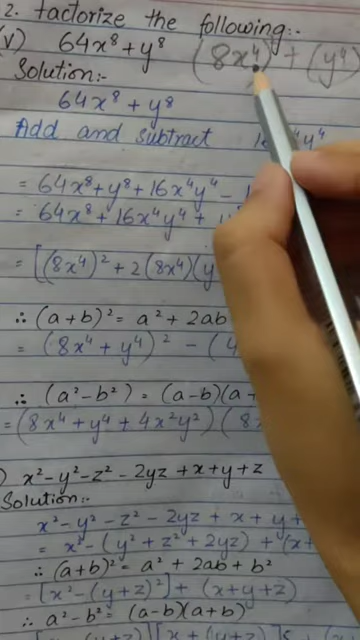 2. factorize the following:-
(V) 64x⁸ + y⁸ (8x⁴) + (y⁴)
Solution:-
64x⁸ + y⁸
Add and subtract y⁴
= 64x⁸ + y⁸ + 16x⁴y⁴ -
= 64x⁸ + 16x⁴y⁴ +
= [(8x⁴)² + 2(8x⁴)(y
∴ (a+b)² = a² + 2ab
= (8x⁴ + y⁴)² - (4
∴ (a²-b²) = (a-b)(a+
= (8x⁴ + y⁴ + 4x²y²) (8x
) x² - y² - z² - 2yz + x + y + z
Solution:-
x² - y² - z² - 2yz + x + y +
= x² - (y² + z² + 2yz) + (x+
∴ (a+b)² = a² + 2ab + b²
= [x² - (y+z)²] + (x+y+z)
∴ a² - b² = (a-b)(a+b)